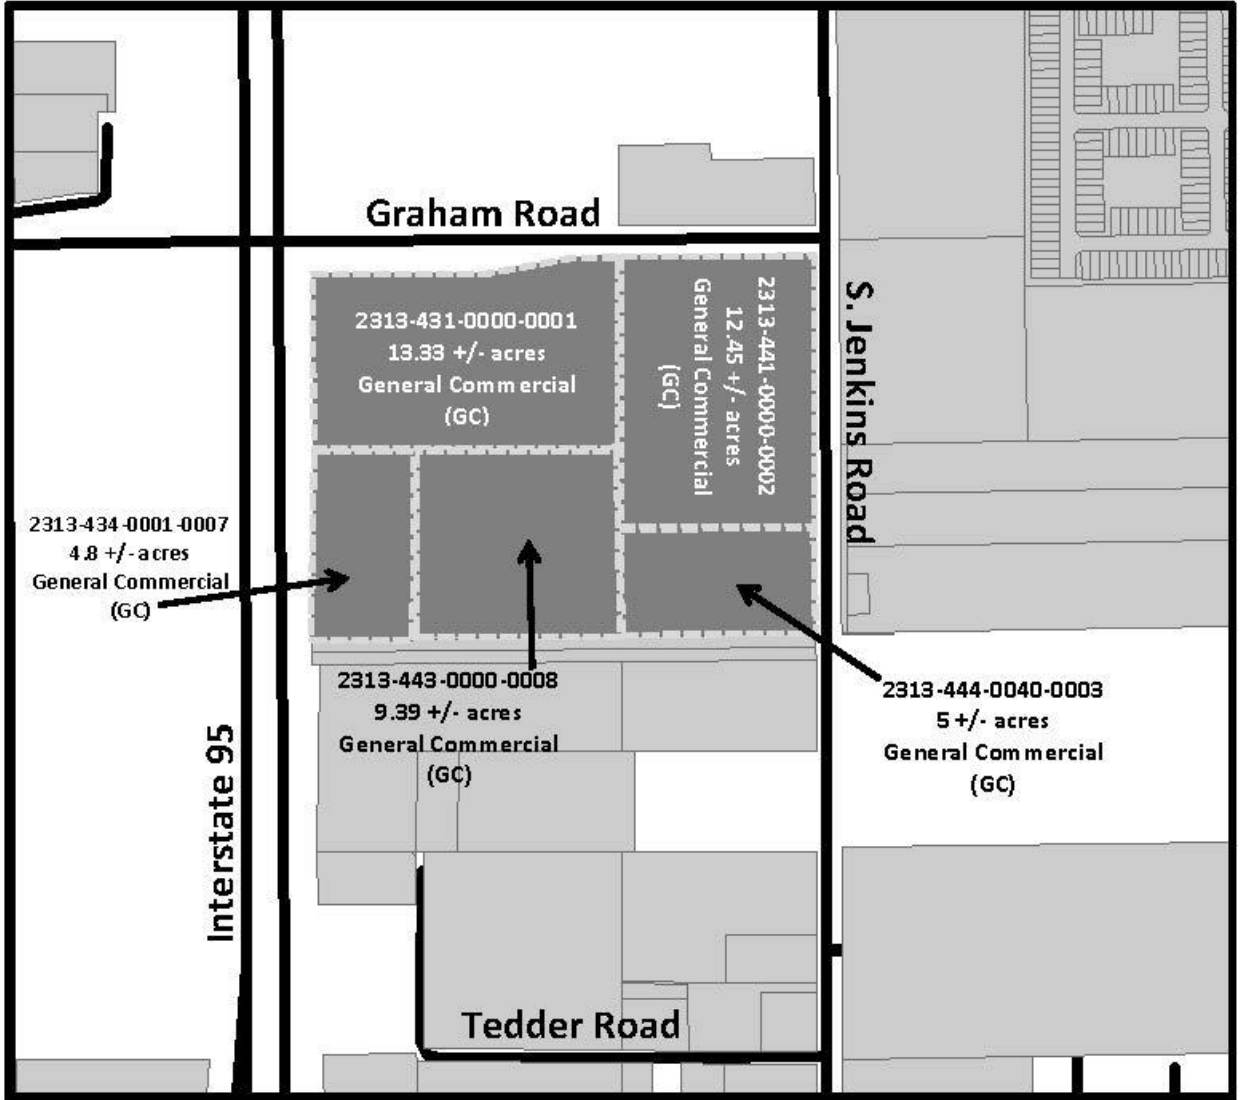 Graham Road
2313-431-0000-0001
13.33 +/- acres
General Commercial
(GC)
2313-441-0000-0002
12.45 +/- acres
General Commercial
(GC)
S. Jenkins Road
2313-434-0001-0007
4.8 +/- acres
General Commercial
(GC)
2313-443-0000-0008
9.39 +/- acres
General Commercial
(GC)
2313-444-0040-0003
5 +/- acres
General Commercial
(GC)
Interstate 95
Tedder Road